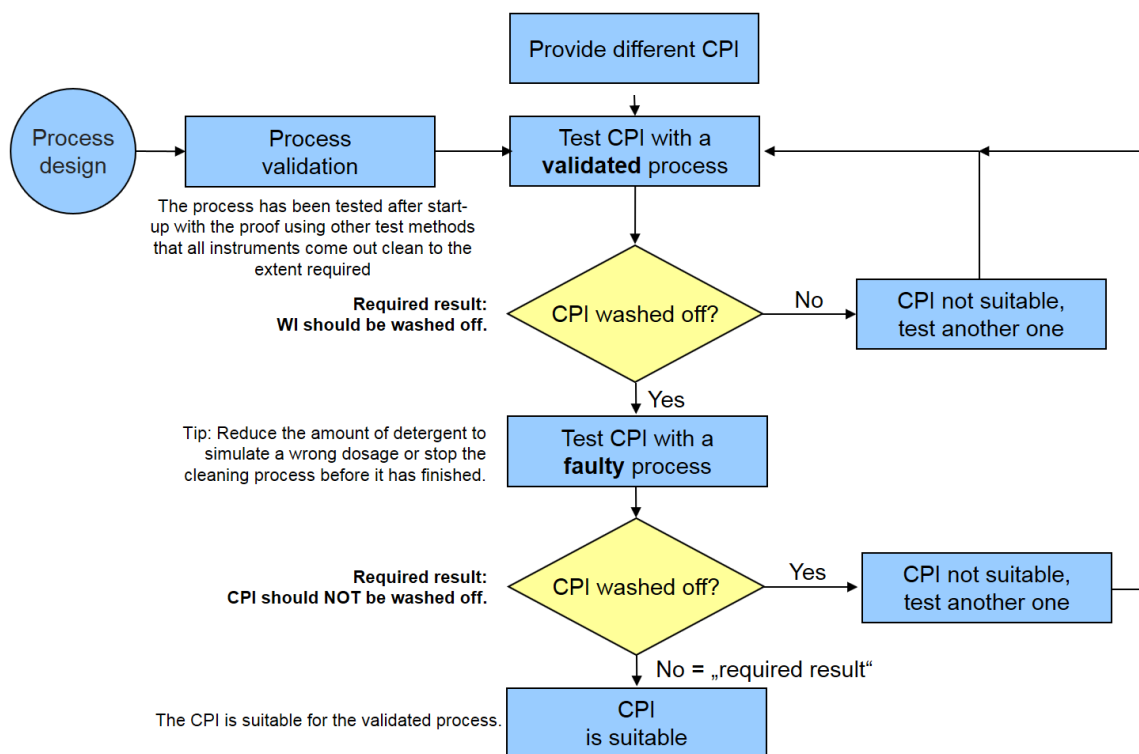 Provide different CPI
Process
design
Process
validation
Test CPI with a
validated process
The process has been tested after start-
up with the proof using other test methods
that all instruments come out clean to the
extent required
Required result:
WI should be washed off.
CPI washed off?
No
CPI not suitable,
test another one
Yes
Tip: Reduce the amount of detergent to
simulate a wrong dosage or stop the
cleaning process before it has finished.
Test CPI with a
faulty process
Required result:
CPI should NOT be washed off.
CPI washed off?
Yes
CPI not suitable,
test another one
No = „required result“
The CPI is suitable for the validated process.
CPI
is suitable